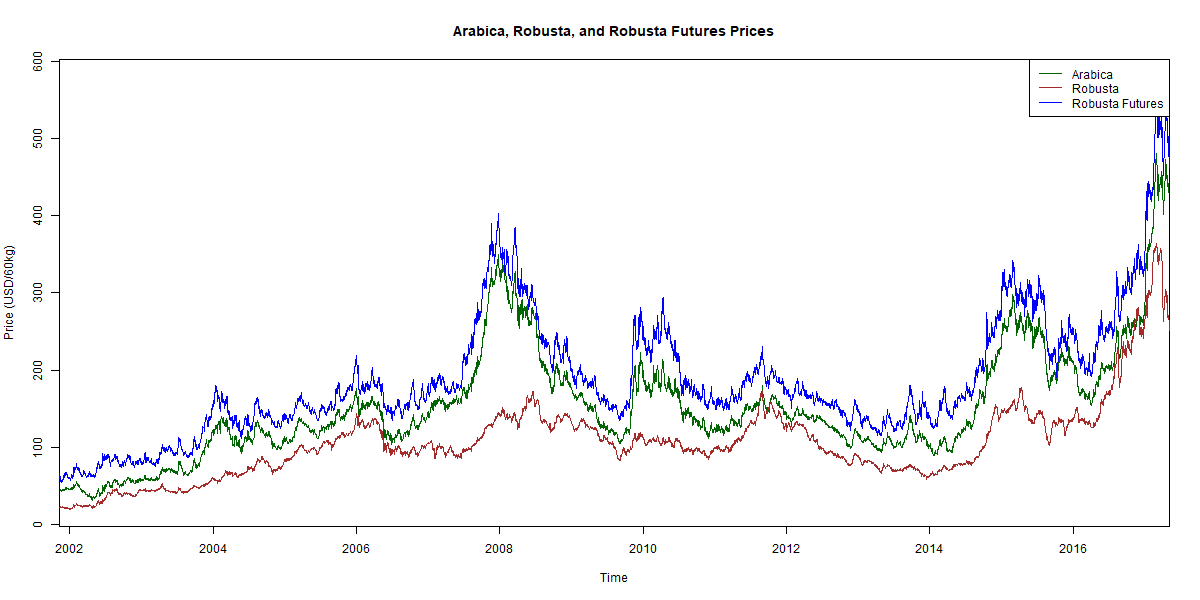 Arabica, Robusta, and Robusta Futures Prices
Price (USD/60kg)
600
500
400
300
200
100
0
Arabica
Robusta
Robusta Futures
2002 2004 2006 2008 2010 2012 2014 2016
Time